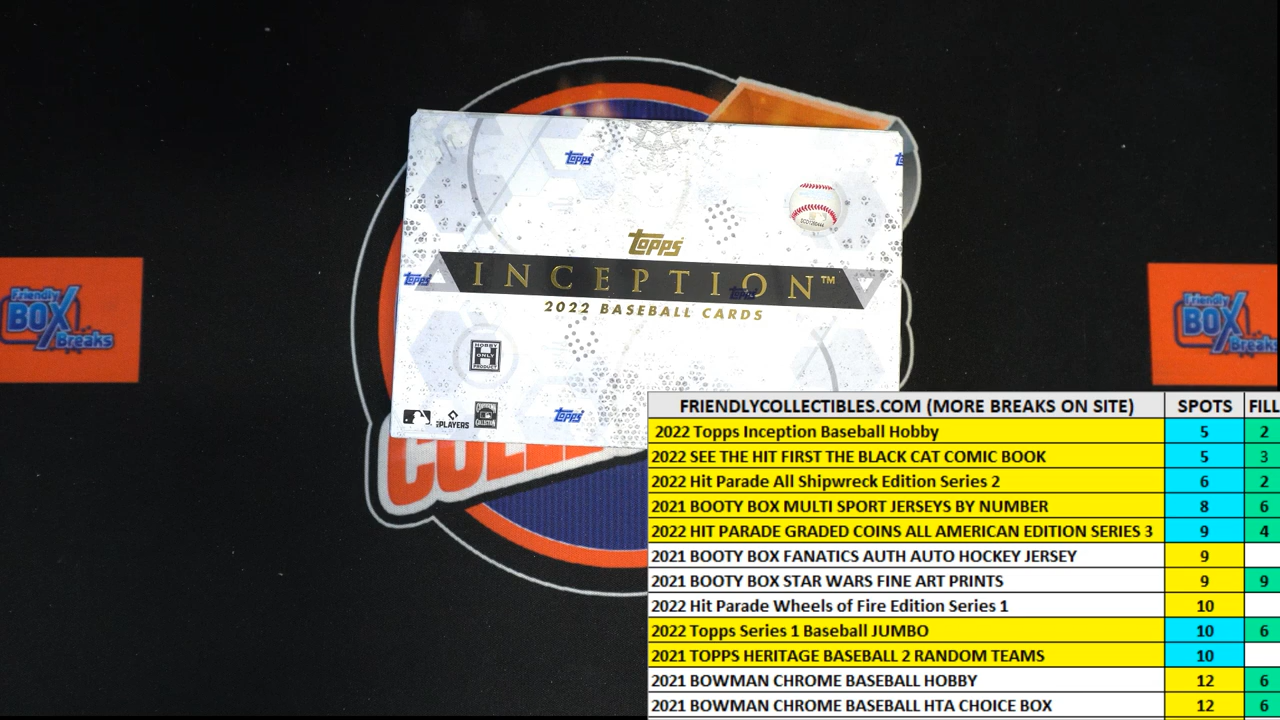 Topps
Topps
Topps
INCEPTION™
Topps
Topps
2022 BASEBALL CARDS
HOBBY
H
ONLY
PRODUCT
PLAYERS
Topps
Friendly
BOX
Breaks
Friendly
BOX
Breaks
FRIENDLYCOLLECTIBLES.COM (MORE BREAKS ON SITE) SPOTS FILL
2022 Topps Inception Baseball Hobby 5 2
2022 SEE THE HIT FIRST THE BLACK CAT COMIC BOOK 5 3
2022 Hit Parade All Shipwreck Edition Series 2 6 2
2021 BOOTY BOX MULTI SPORT JERSEYS BY NUMBER 8 6
2022 HIT PARADE GRADED COINS ALL AMERICAN EDITION SERIES 3 9 4
2021 BOOTY BOX FANATICS AUTH AUTO HOCKEY JERSEY 9
2021 BOOTY BOX STAR WARS FINE ART PRINTS 9 9
2022 Hit Parade Wheels of Fire Edition Series 1 10
2022 Topps Series 1 Baseball JUMBO 10 6
2021 TOPPS HERITAGE BASEBALL 2 RANDOM TEAMS 10
2021 BOWMAN CHROME BASEBALL HOBBY 12 6
2021 BOWMAN CHROME BASEBALL HTA CHOICE BOX 12 6